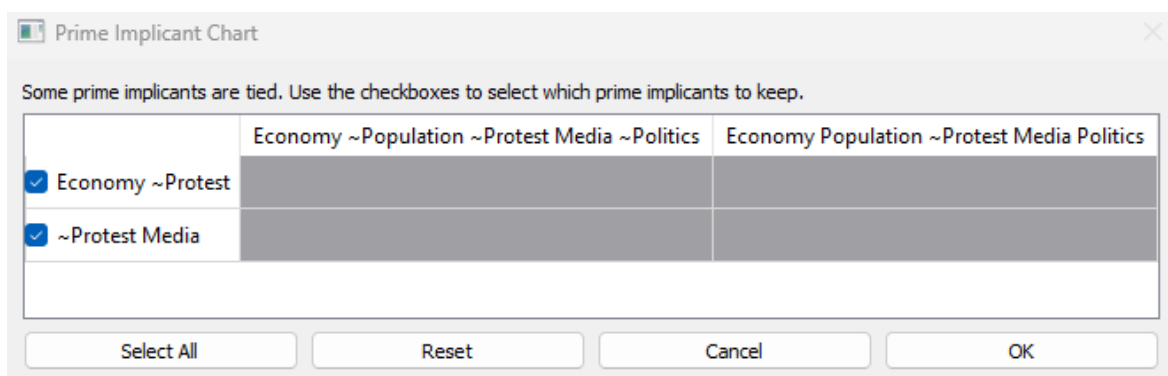 Prime Implicant Chart
Some prime implicants are tied. Use the checkboxes to select which prime implicants to keep.
Economy ~Population ~Protest Media ~Politics Economy Population ~Protest Media Politics
Economy ~Protest
~Protest Media
Select All Reset Cancel OK